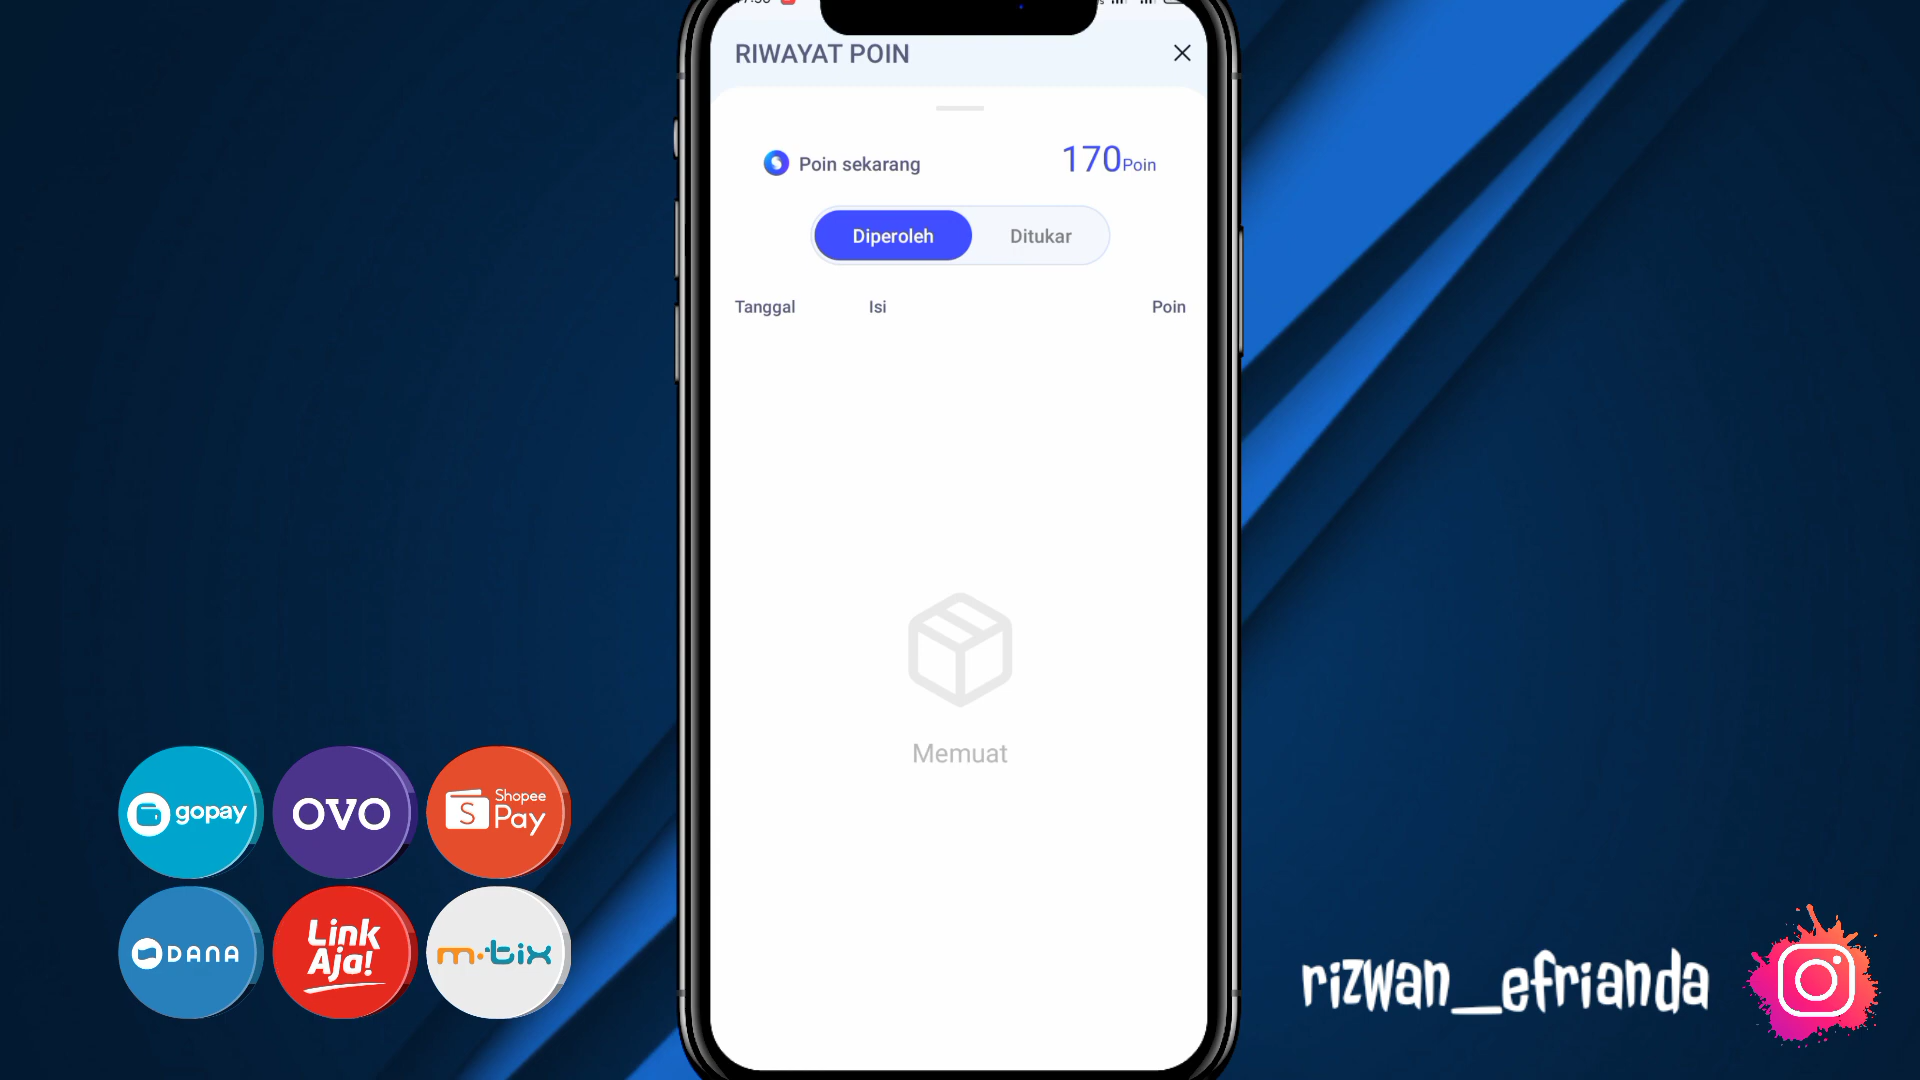 RIWAYAT POIN
Poin sekarang
170Poin
Diperoleh
Ditukar
Tanggal
Isi
Poin
Memuat
gopay
OVO
S
Shopee
Pay
DANA
Link
Aja!
m.tix
rizwan__efrianda